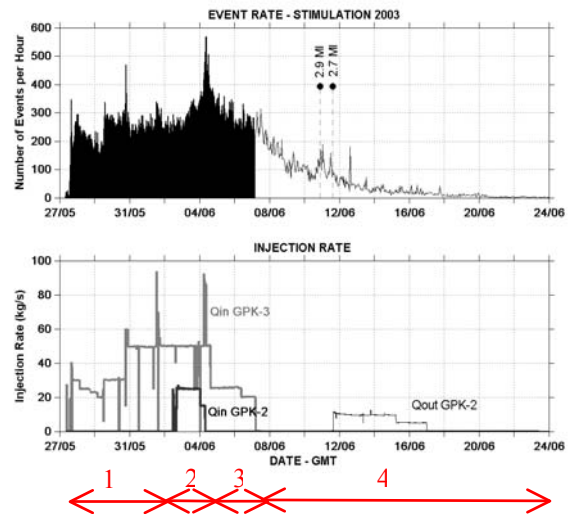 EVENT RATE - STIMULATION 2003
Number of Events per Hour
600
500
400
300
200
100
0
2.9 Ml
2.7 Ml
27/05 31/05 04/06 08/06 12/06 16/06 20/06 24/06
INJECTION RATE
Injection Rate (kg/s)
100
80
60
40
20
0
Qin GPK-3
Qin GPK-2
Qout GPK-2
27/05 31/05 04/06 08/06 12/06 16/06 20/06 24/06
DATE - GMT
1 2 3 4